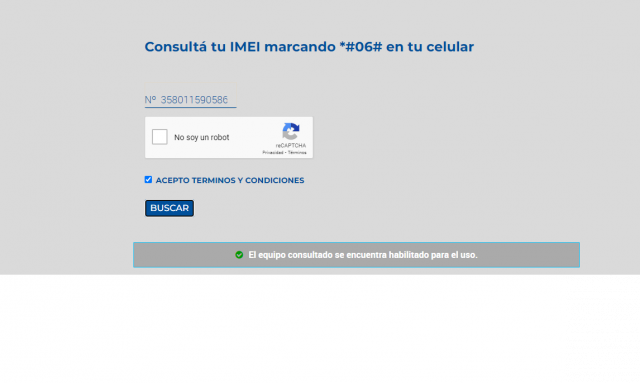 Consultá tu IMEI marcando *#06# en tu celular
Nº 358011590586
No soy un robot
reCAPTCHA
Privacidad - Términos
ACEPTO TERMINOS Y CONDICIONES
BUSCAR
El equipo consultado se encuentra habilitado para el uso.